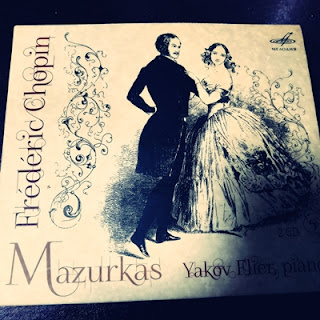 МЕЛОДИЯ
Frédéric Chopin
Mazurkas
Yakov Flier, piano